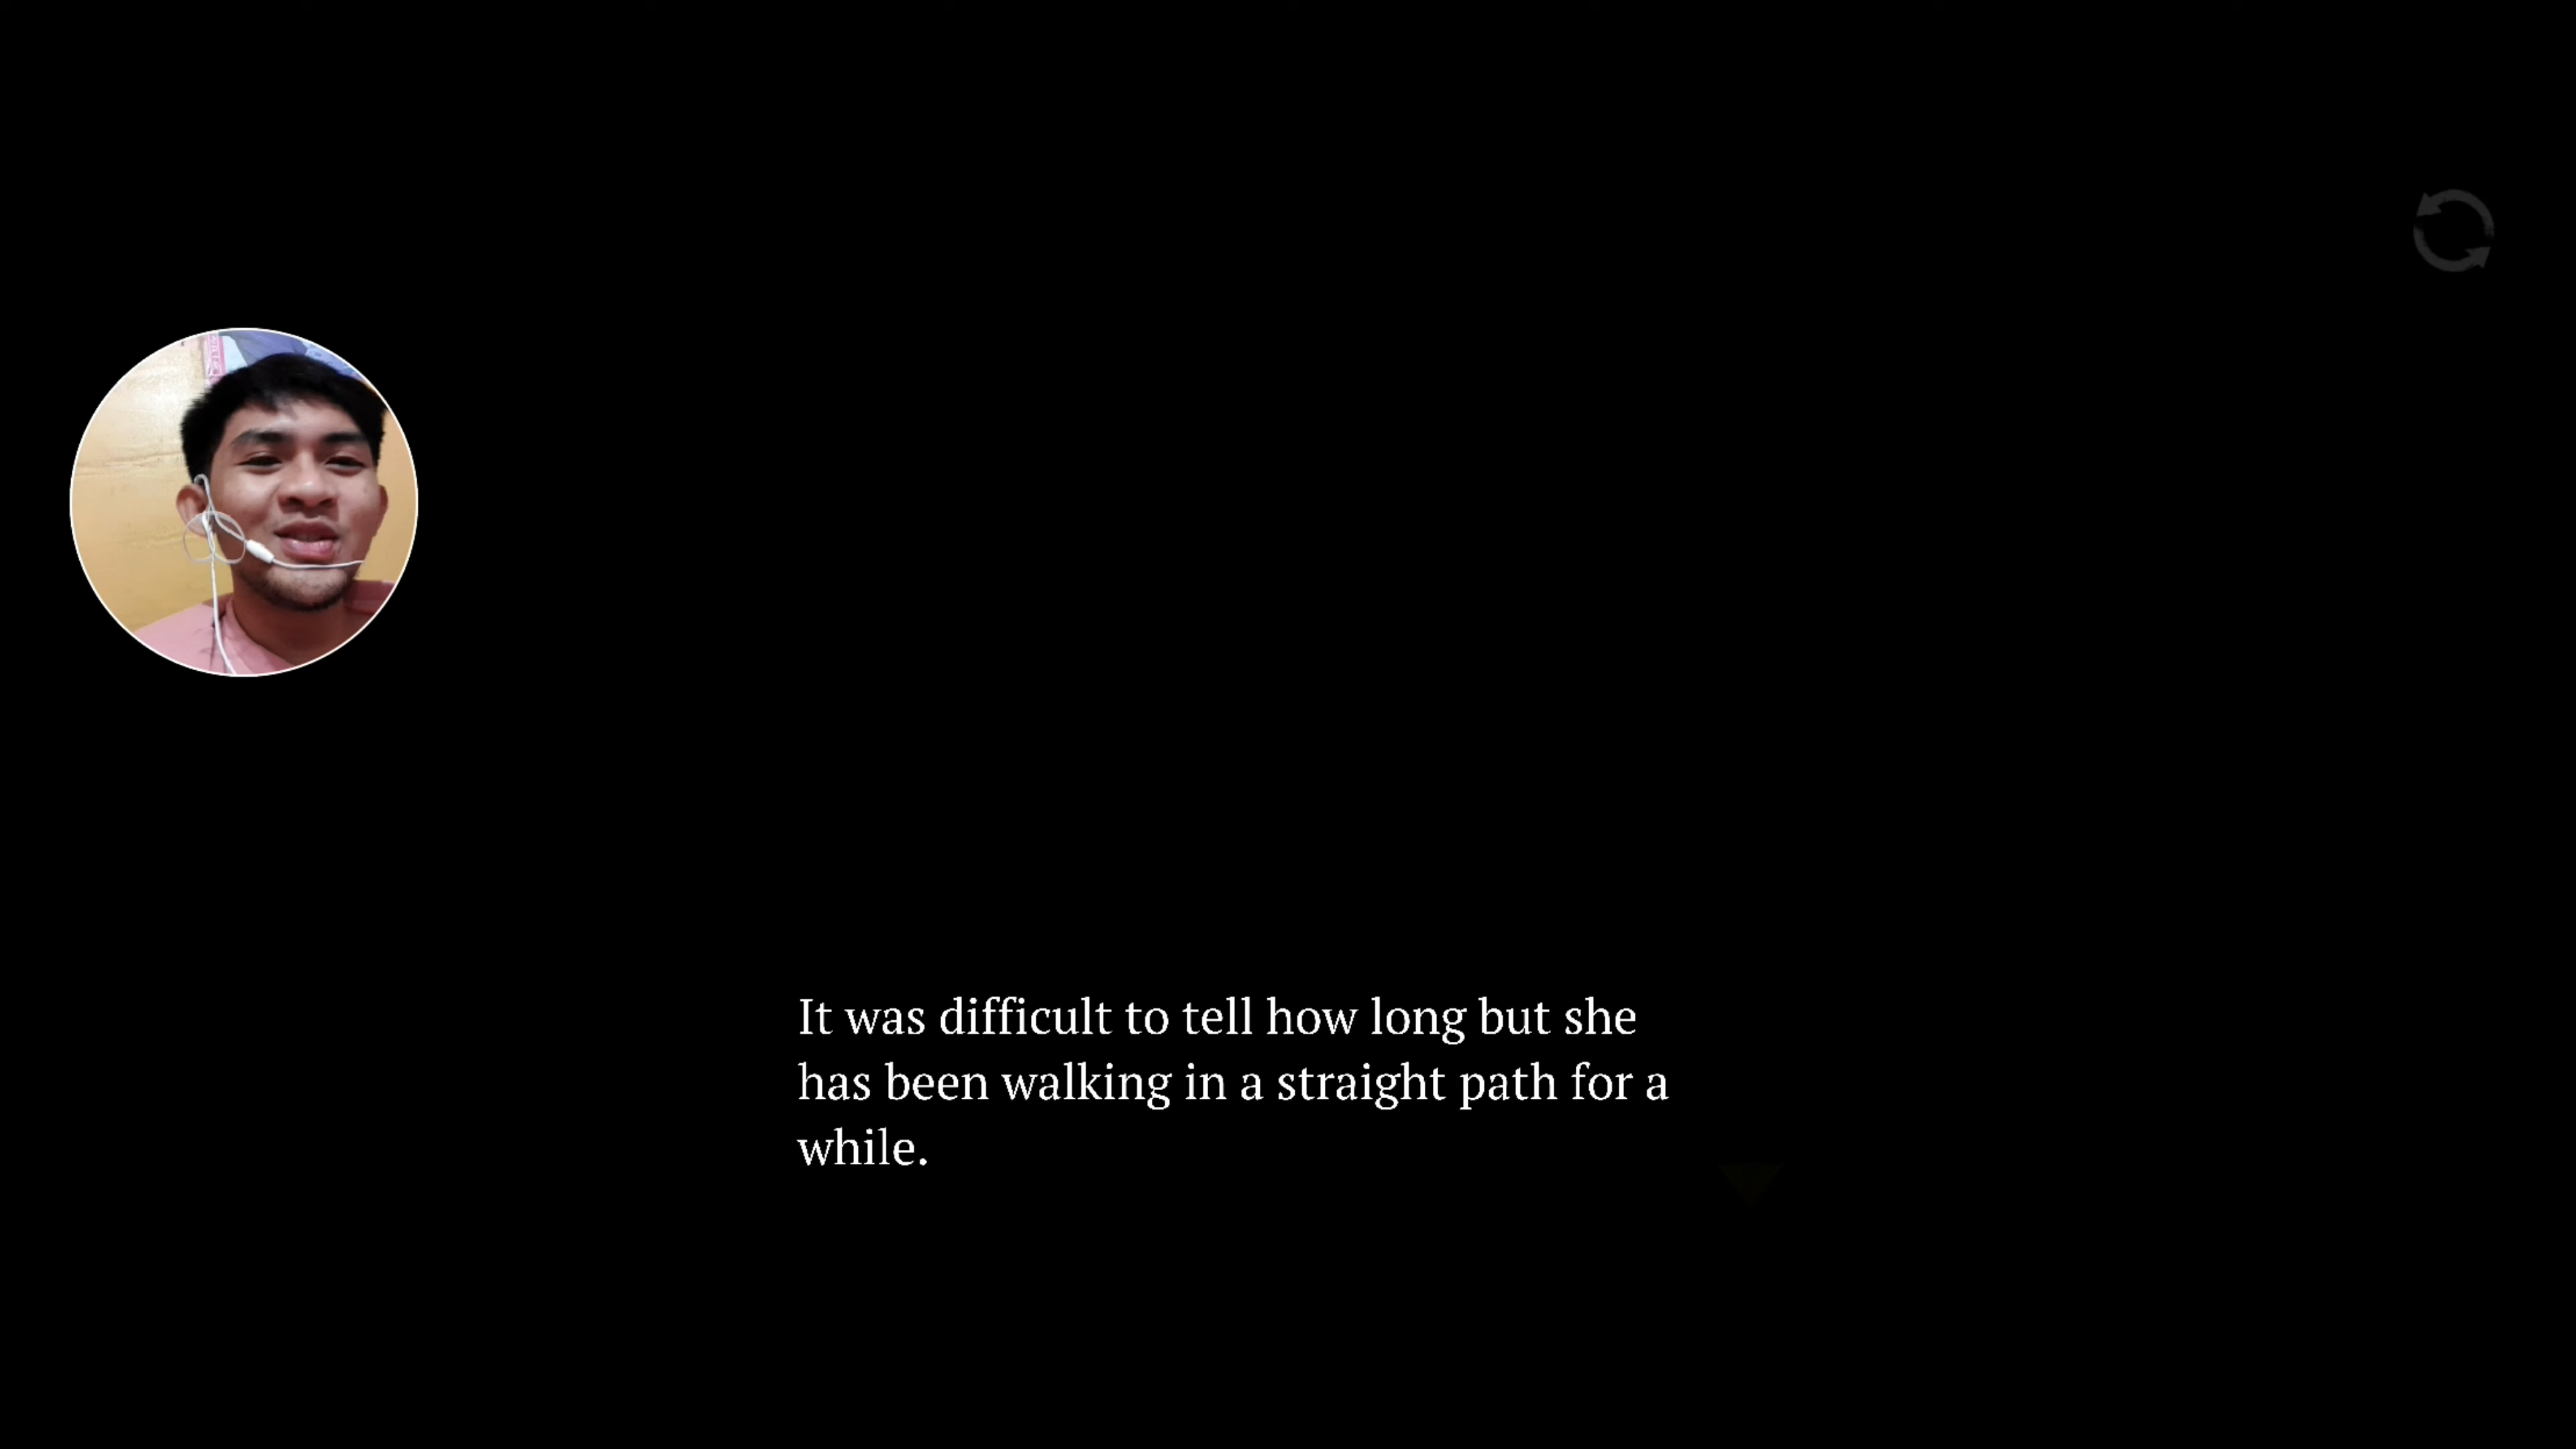 It was difficult to tell how long but she
has been walking in a straight path for a
while.